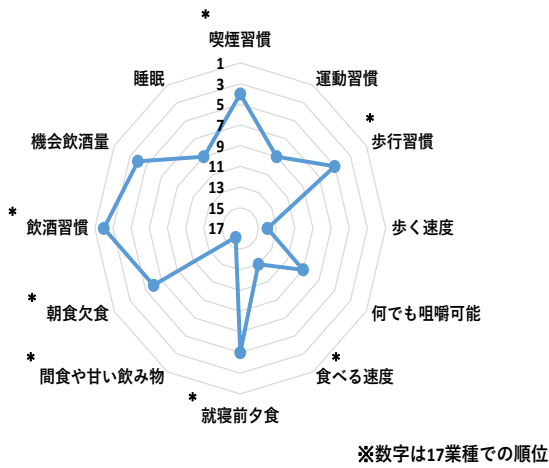 *
喫煙習慣
睡眠
運動習慣
1
3
5
7
9
11
13
15
17
*
機会飲酒量
歩行習慣
*
飲酒習慣
歩く速度
*
朝食欠食
何でも咀嚼可能
*
間食や甘い飲み物
*
食べる速度
*
就寝前夕食
※数字は17業種での順位